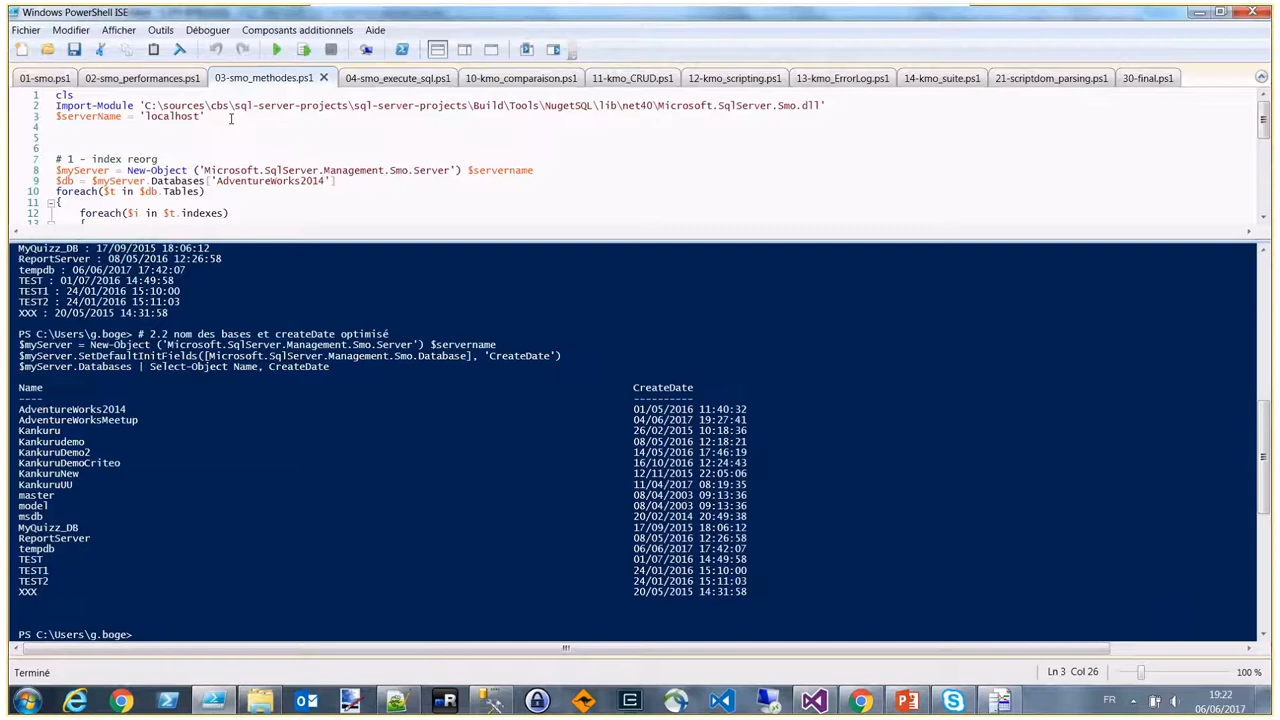 Windows PowerShell ISE
Fichier Modifier Afficher Outils Déboguer Composants additionnels Aide
01-smo.ps1 02-smo_performances.ps1 03-smo_methodes.ps1 04-smo_execute_sql.ps1 10-kmo_comparaison.ps1 11-kmo_CRUD.ps1 12-kmo_scripting.ps1 13-kmo_ErrorLog.ps1 14-kmo_suite.ps1 21-scriptdom_parsing.ps1 30-final.ps1
1 cls
2 Import-Module 'C:\sources\cbs\sql-server-projects\sql-server-projects\Build\Tools\NugetSQL\lib\net40\Microsoft.SqlServer.Smo.dll'
3 $serverName = 'localhost'
4
5
6
7 # 1 - index reorg
8 $myServer = New-Object ('Microsoft.SqlServer.Management.Smo.Server') $servername
9 $db = $myServer.Databases['AdventureWorks2014']
10 foreach($t in $db.Tables)
11 {
12 foreach($i in $t.indexes)
13 {
MyQuizz_DB : 17/09/2015 18:06:12
ReportServer : 08/05/2016 12:26:58
tempdb : 06/06/2017 17:42:07
TEST : 01/07/2016 14:49:58
TEST1 : 24/01/2016 15:10:00
TEST2 : 24/01/2016 15:11:03
XXX : 20/05/2015 14:31:58
PS C:\Users\g.boge> # 2.2 nom des bases et createDate optimisé
$myServer = New-Object ('Microsoft.SqlServer.Management.Smo.Server') $servername
$myServer.SetDefaultInitFields([Microsoft.SqlServer.Management.Smo.Database], 'CreateDate')
$myServer.Databases | Select-Object Name, CreateDate
Name CreateDate
---- ----------
AdventureWorks2014 01/05/2016 11:40:32
AdventureWorksMeetup 04/06/2017 19:27:41
Kankuru 26/02/2015 10:18:36
Kankurudemo 08/05/2016 12:18:21
KankuruDemo2 14/05/2016 17:46:19
KankuruDemoCriteo 16/10/2016 12:24:43
KankuruNew 12/11/2015 22:05:06
KankuruUU 11/04/2017 08:19:35
master 08/04/2003 09:13:36
model 08/04/2003 09:13:36
msdb 20/02/2014 20:49:38
MyQuizz_DB 17/09/2015 18:06:12
ReportServer 08/05/2016 12:26:58
tempdb 06/06/2017 17:42:07
TEST 01/07/2016 14:49:58
TEST1 24/01/2016 15:10:00
TEST2 24/01/2016 15:11:03
XXX 20/05/2015 14:31:58
PS C:\Users\g.boge>
Terminé Ln 3 Col 26 100 %
FR 19:22
06/06/2017